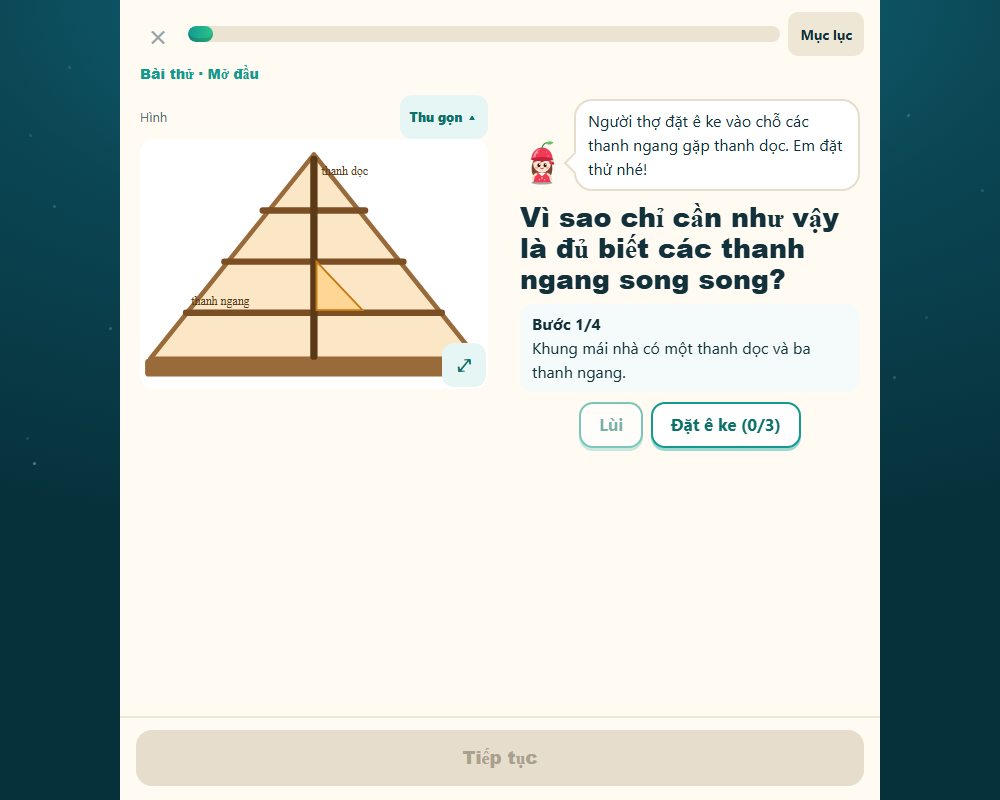 Mục lục
Bài thử · Mở đầu
Hình
Thu gọn
thanh dọc
thanh ngang
Người thợ đặt ê ke vào chỗ các
thanh ngang gặp thanh dọc. Em đặt
thử nhé!
Vì sao chỉ cần như vậy
là đủ biết các thanh
ngang song song?
Bước 1/4
Khung mái nhà có một thanh dọc và ba
thanh ngang.
Lùi
Đặt ê ke (0/3)
Tiếp tục